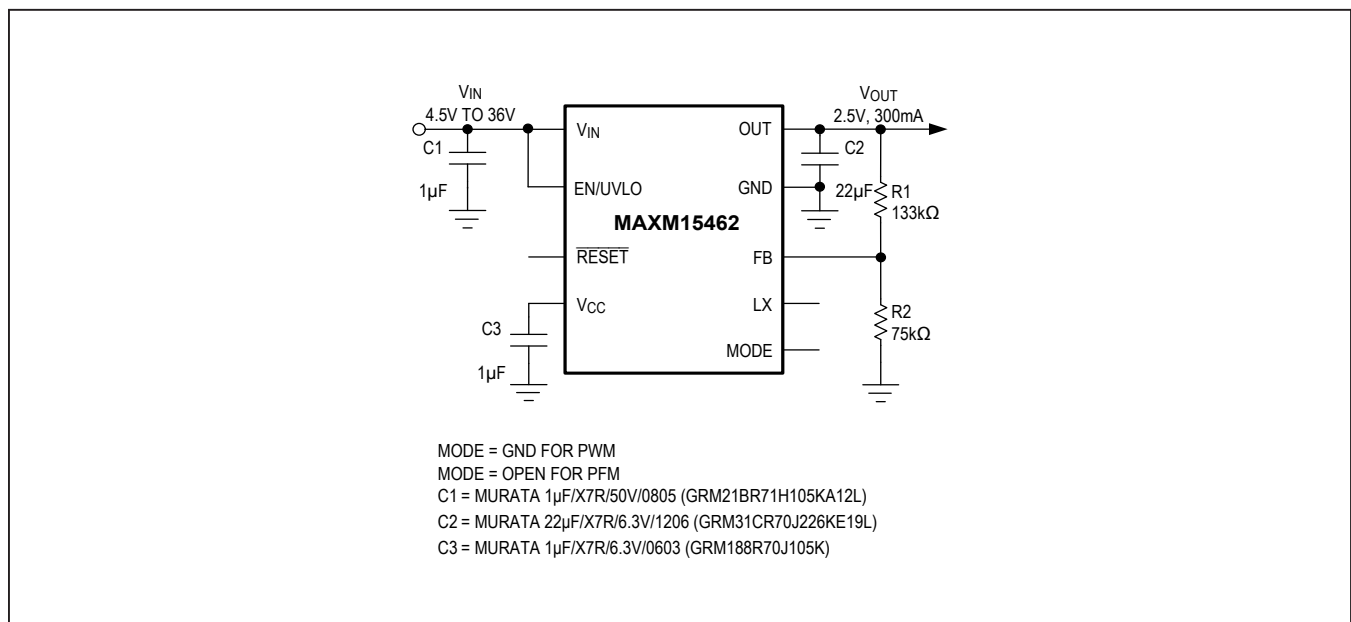 VIN
4.5V TO 36V
C1
1µF
VIN
EN/UVLO
RESET
VCC
C3
1µF
MAXM15462
OUT
GND
FB
LX
MODE
VOUT
2.5V, 300mA
C2
22µF
R1
133kΩ
R2
75kΩ
MODE = GND FOR PWM
MODE = OPEN FOR PFM
C1 = MURATA 1µF/X7R/50V/0805 (GRM21BR71H105KA12L)
C2 = MURATA 22µF/X7R/6.3V/1206 (GRM31CR70J226KE19L)
C3 = MURATA 1µF/X7R/6.3V/0603 (GRM188R70J105K)